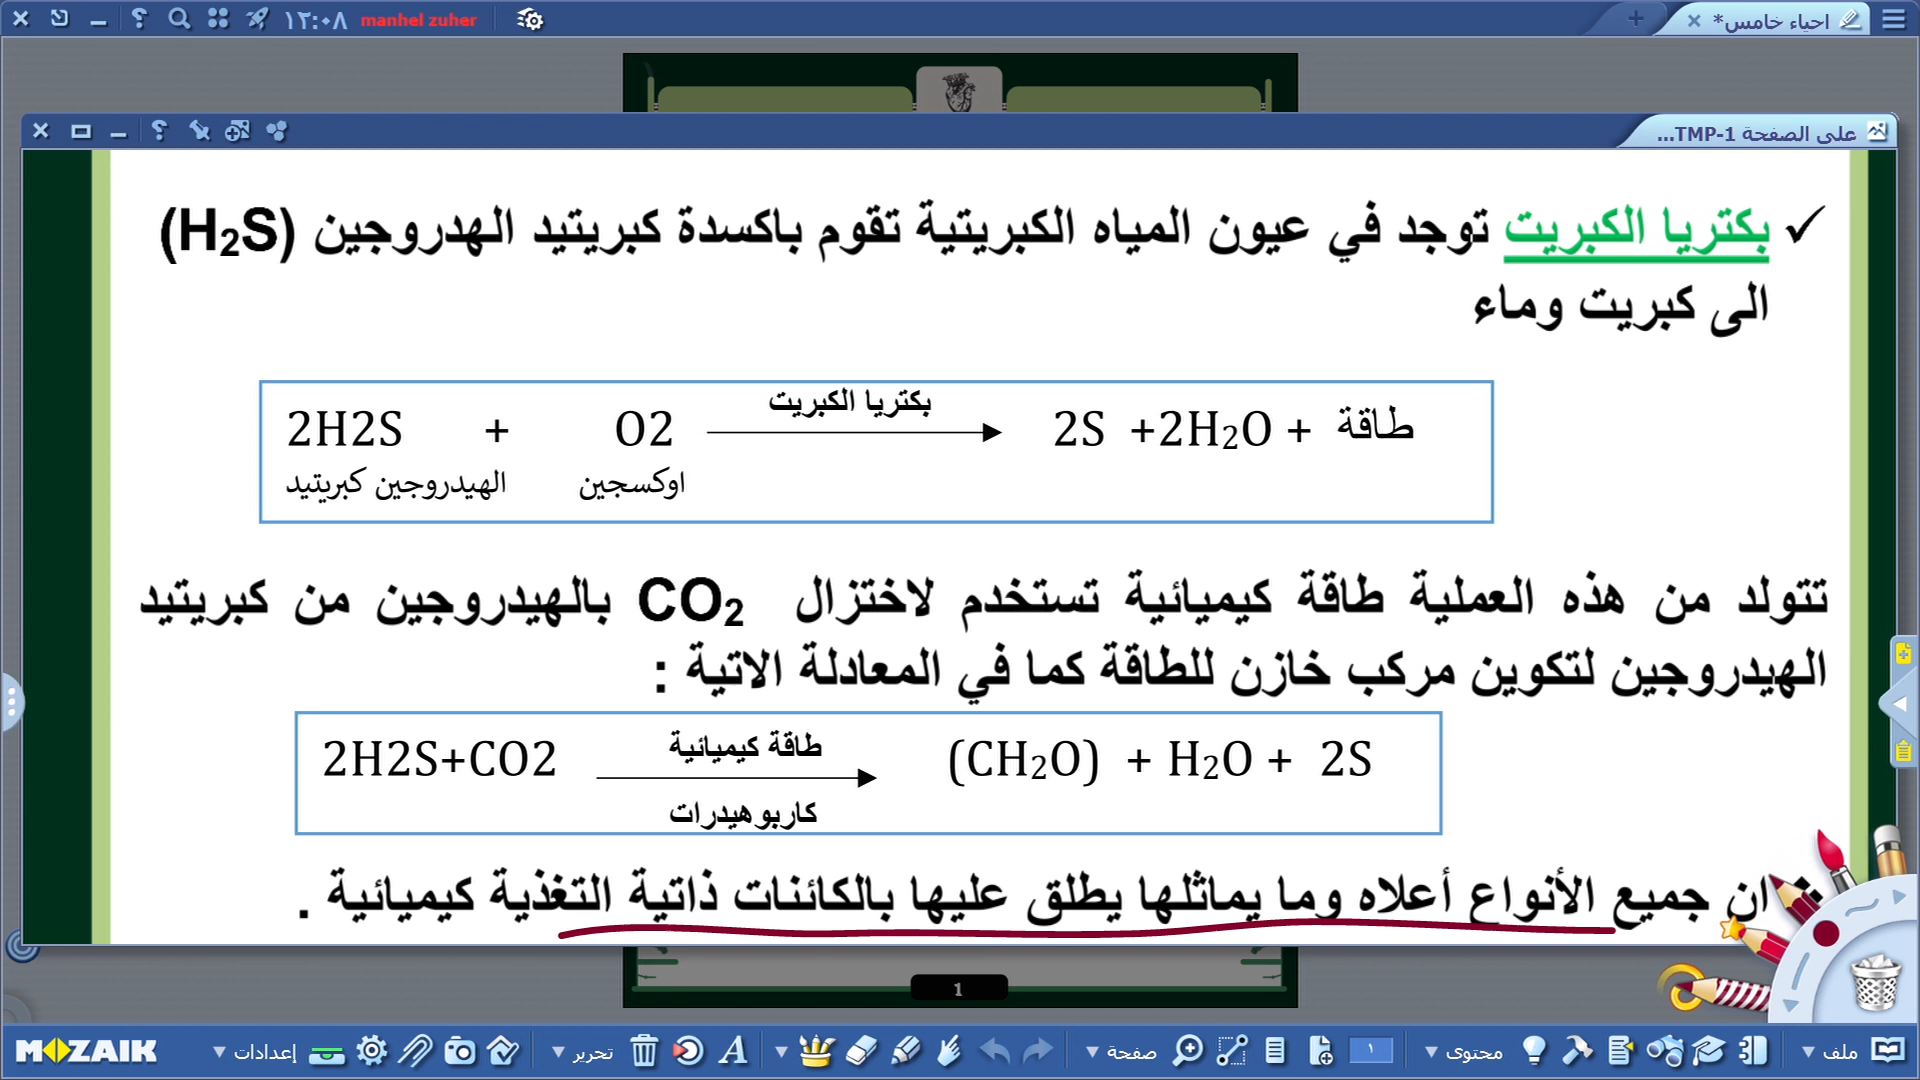 احياء خامس*
manhel zuher
١٣:٠٨
على الصفحة TMP-1...
✓ بكتريا الكبريت توجد في عيون المياه الكبريتية تقوم باكسدة كبريتيد الهدروجين (H2S)
الى كبريت وماء
بكتريا الكبريت
2H2S + O2 → 2S +2H2O + طاقة
الهيدروجين كبريتيد اوكسجين
تتولد من هذه العملية طاقة كيميائية تستخدم لاختزال CO2 بالهيدروجين من كبريتيد
الهيدروجين لتكوين مركب خازن للطاقة كما في المعادلة الاتية :
طاقة كيميائية
2H2S+CO2 → (CH2O) + H2O + 2S
كاربوهيدرات
ان جميع الأنواع أعلاه وما يماثلها يطلق عليها بالكائنات ذاتية التغذية كيميائية .
1
ملف
محتوى
١
صفحة
تحرير
إعدادات
MOZAIK